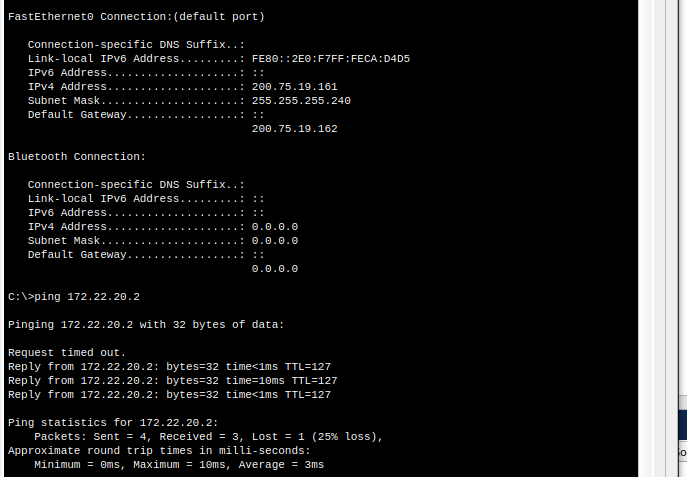 FastEthernet0 Connection:(default port)
Connection-specific DNS Suffix..:
Link-local IPv6 Address.........: FE80::2E0:F7FF:FECA:D4D5
IPv6 Address....................: ::
IPv4 Address....................: 200.75.19.161
Subnet Mask.....................: 255.255.255.240
Default Gateway.................: ::
200.75.19.162
Bluetooth Connection:
Connection-specific DNS Suffix..:
Link-local IPv6 Address.........: ::
IPv6 Address....................: ::
IPv4 Address....................: 0.0.0.0
Subnet Mask.....................: 0.0.0.0
Default Gateway.................: ::
0.0.0.0
C:\>ping 172.22.20.2
Pinging 172.22.20.2 with 32 bytes of data:
Request timed out.
Reply from 172.22.20.2: bytes=32 time<1ms TTL=127
Reply from 172.22.20.2: bytes=32 time=10ms TTL=127
Reply from 172.22.20.2: bytes=32 time<1ms TTL=127
Ping statistics for 172.22.20.2:
Packets: Sent = 4, Received = 3, Lost = 1 (25% loss),
Approximate round trip times in milli-seconds:
Minimum = 0ms, Maximum = 10ms, Average = 3ms